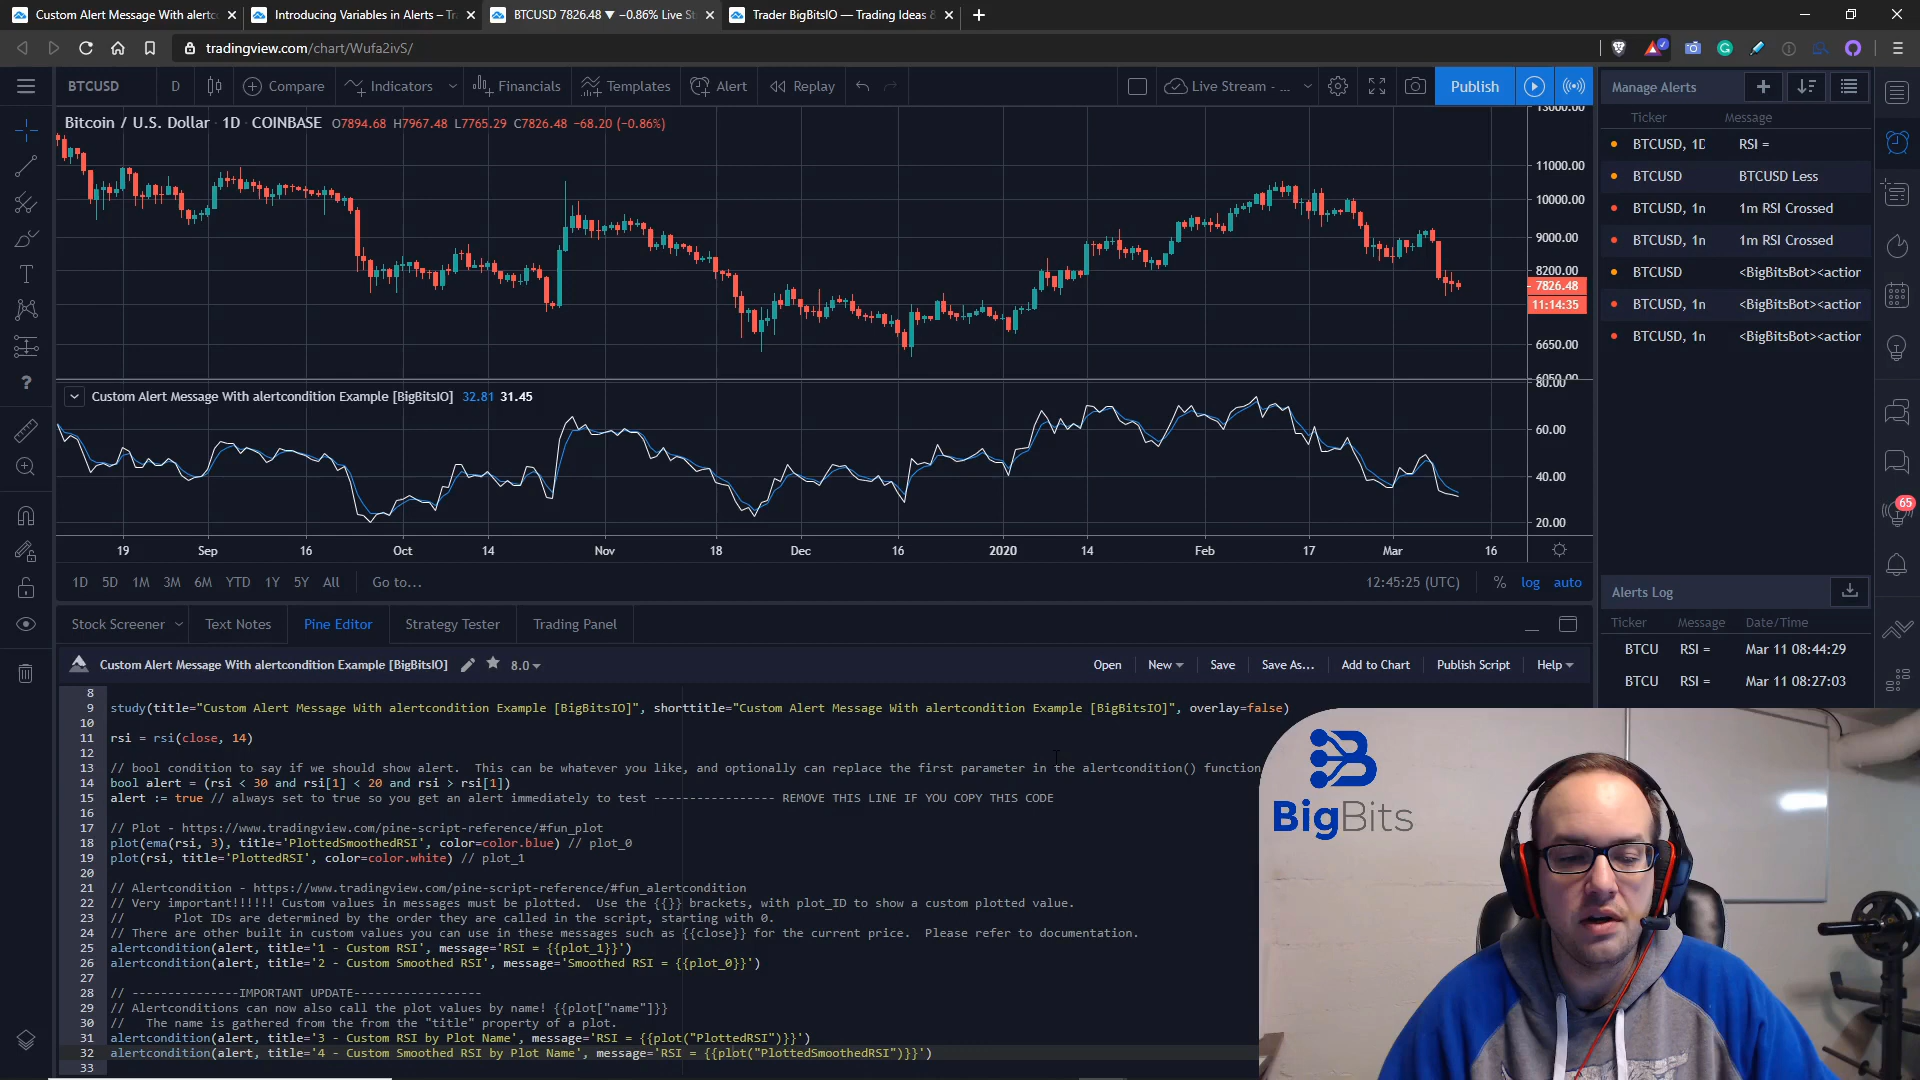 Custom Alert Message With alertc
Introducing Variables in Alerts – Tra
BTCUSD 7826.48 ▼ −0.86% Live St
Trader BigBitsIO — Trading Ideas &
tradingview.com/chart/Wufa2ivS/
BTCUSD D Compare Indicators Financials Templates Alert Replay Live Stream - ... Publish
Bitcoin / U.S. Dollar 1D COINBASE O7894.68 H7967.48 L7765.29 C7826.48 −68.20 (−0.86%)
13000.00
11000.00
10000.00
9000.00
8200.00
7826.48
11:14:35
6650.00
6050.00
Custom Alert Message With alertcondition Example [BigBitsIO] 32.81 31.45
80.00
60.00
40.00
20.00
19 Sep 16 Oct 14 Nov 18 Dec 16 2020 14 Feb 17 Mar 16
1D 5D 1M 3M 6M YTD 1Y 5Y All Go to... 12:45:25 (UTC) % log auto
Manage Alerts
Ticker Message
BTCUSD, 1D RSI =
BTCUSD BTCUSD Less
BTCUSD, 1n 1m RSI Crossed
BTCUSD, 1n 1m RSI Crossed
BTCUSD <BigBitsBot><action
BTCUSD, 1n <BigBitsBot><action
BTCUSD, 1n <BigBitsBot><action
65
Alerts Log
Ticker Message Date/Time
BTCU RSI = Mar 11 08:44:29
BTCU RSI = Mar 11 08:27:03
Stock Screener Text Notes Pine Editor Strategy Tester Trading Panel
Custom Alert Message With alertcondition Example [BigBitsIO] 8.0 Open New Save Save As... Add to Chart Publish Script Help
8
9 study(title="Custom Alert Message With alertcondition Example [BigBitsIO]", shorttitle="Custom Alert Message With alertcondition Example [BigBitsIO]", overlay=false)
10
11 rsi = rsi(close, 14)
12
13 // bool condition to say if we should show alert.  This can be whatever you like, and optionally can replace the first parameter in the alertcondition() function
14 bool alert = (rsi < 30 and rsi[1] < 20 and rsi > rsi[1])
15 alert := true // always set to true so you get an alert immediately to test ----------------- REMOVE THIS LINE IF YOU COPY THIS CODE
16
17 // Plot - https://www.tradingview.com/pine-script-reference/#fun_plot
18 plot(ema(rsi, 3), title='PlottedSmoothedRSI', color=color.blue) // plot_0
19 plot(rsi, title='PlottedRSI', color=color.white) // plot_1
20
21 // Alertcondition - https://www.tradingview.com/pine-script-reference/#fun_alertcondition
22 // Very important!!!!!! Custom values in messages must be plotted.  Use the {{}} brackets, with plot_ID to show a custom plotted value.
23 //      Plot IDs are determined by the order they are called in the script, starting with 0.
24 // There are other built in custom values you can use in these messages such as {{close}} for the current price.  Please refer to documentation.
25 alertcondition(alert, title='1 - Custom RSI', message='RSI = {{plot_1}}')
26 alertcondition(alert, title='2 - Custom Smoothed RSI', message='Smoothed RSI = {{plot_0}}')
27
28 // ---------------IMPORTANT UPDATE------------------
29 // Alertconditions can now also call the plot values by name! {{plot["name"]}}
30 //   The name is gathered from the from the "title" property of a plot.
31 alertcondition(alert, title='3 - Custom RSI by Plot Name', message='RSI = {{plot("PlottedRSI")}}')
32 alertcondition(alert, title='4 - Custom Smoothed RSI by Plot Name', message='RSI = {{plot("PlottedSmoothedRSI")}}')
33
BigBits